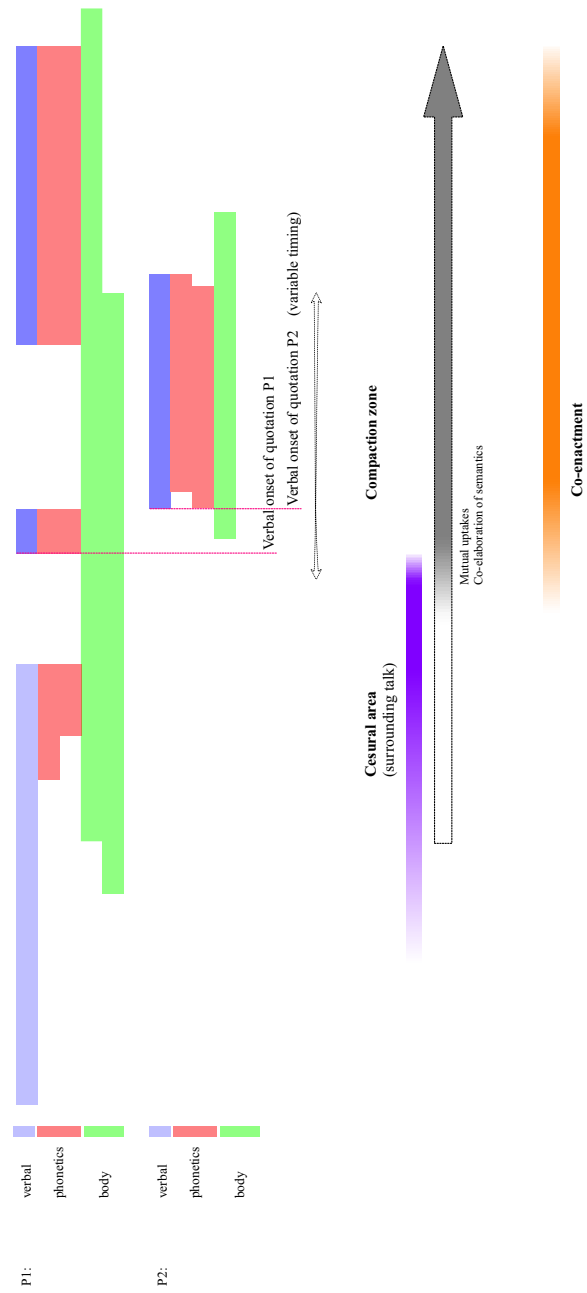 P1:
verbal
phonetics
body
P2:
verbal
phonetics
body
Verbal onset of quotation P1
Verbal onset of quotation P2 (variable timing)
Cesural area
(surrounding talk)
Compaction zone
Mutual uptakes
Co-elaboration of semantics
Co-enactment